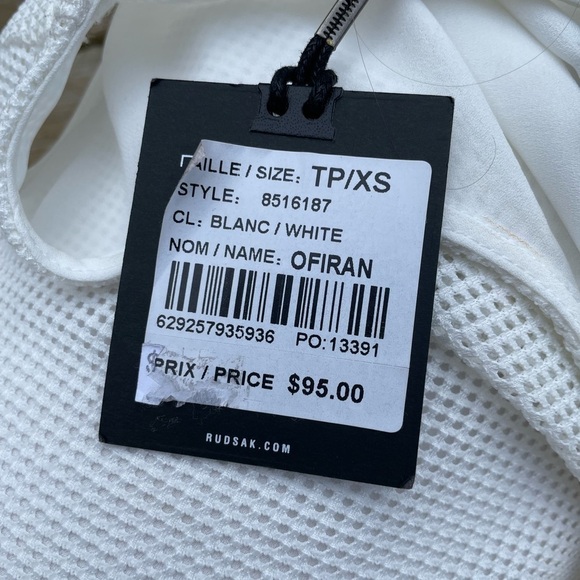 TAILLE / SIZE: TP/XS
STYLE: 8516187
CL: BLANC / WHITE
NOM / NAME: OFIRAN
629257935936 PO:13391
PRIX / PRICE $95.00
RUDSAK.COM